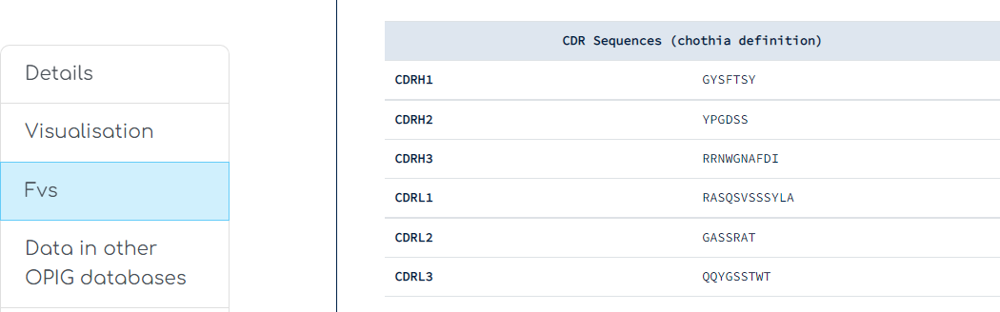 Details
Visualisation
Fvs
Data in other
OPIG databases
CDR Sequences (chothia definition)
CDRH1 GYSFTSY
CDRH2 YPGDSS
CDRH3 RRNWGNAFDI
CDRL1 RASQSVSSSYLA
CDRL2 GASSRAT
CDRL3 QQYGSSTWT